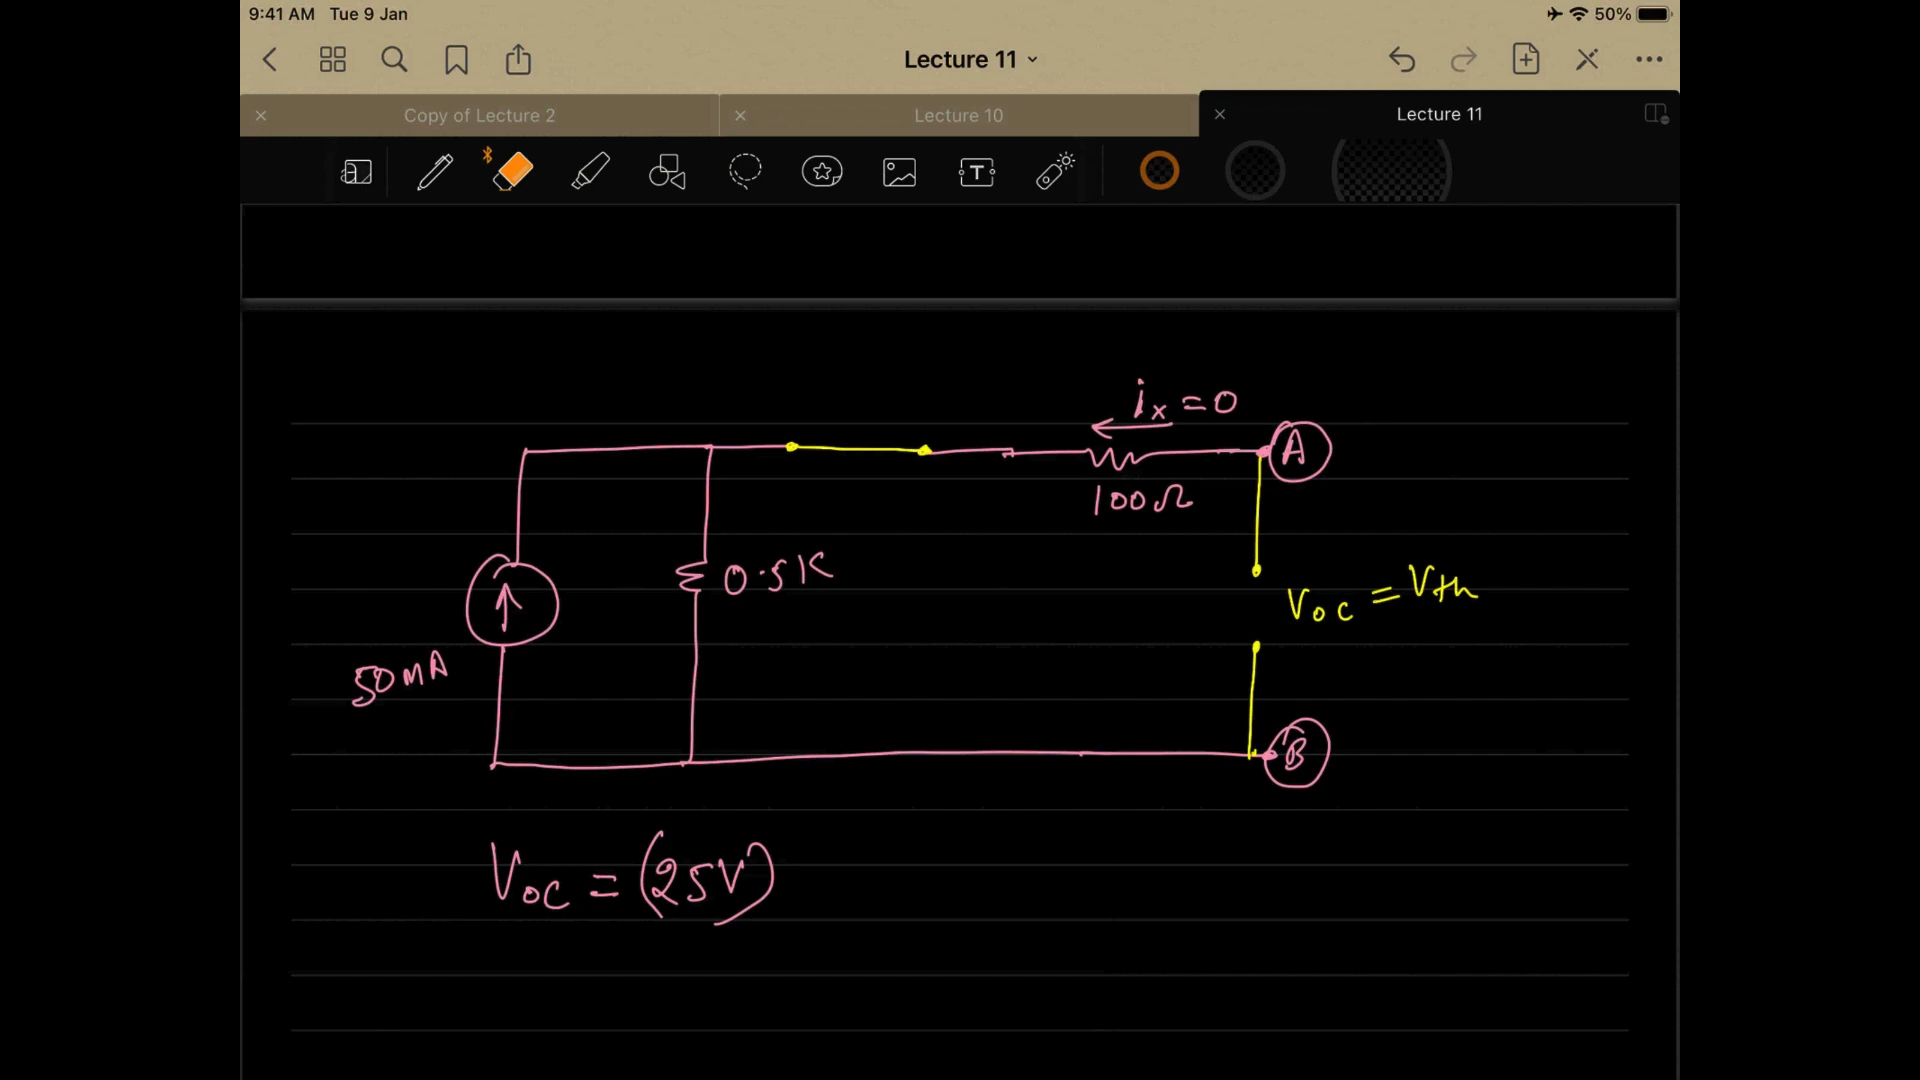 9:41 AM Tue 9 Jan
50%
Lecture 11
Copy of Lecture 2
Lecture 10
Lecture 11
T
ix = 0
A
100Ω
0.5K
Voc = Vth
50mA
B
Voc = (25V)